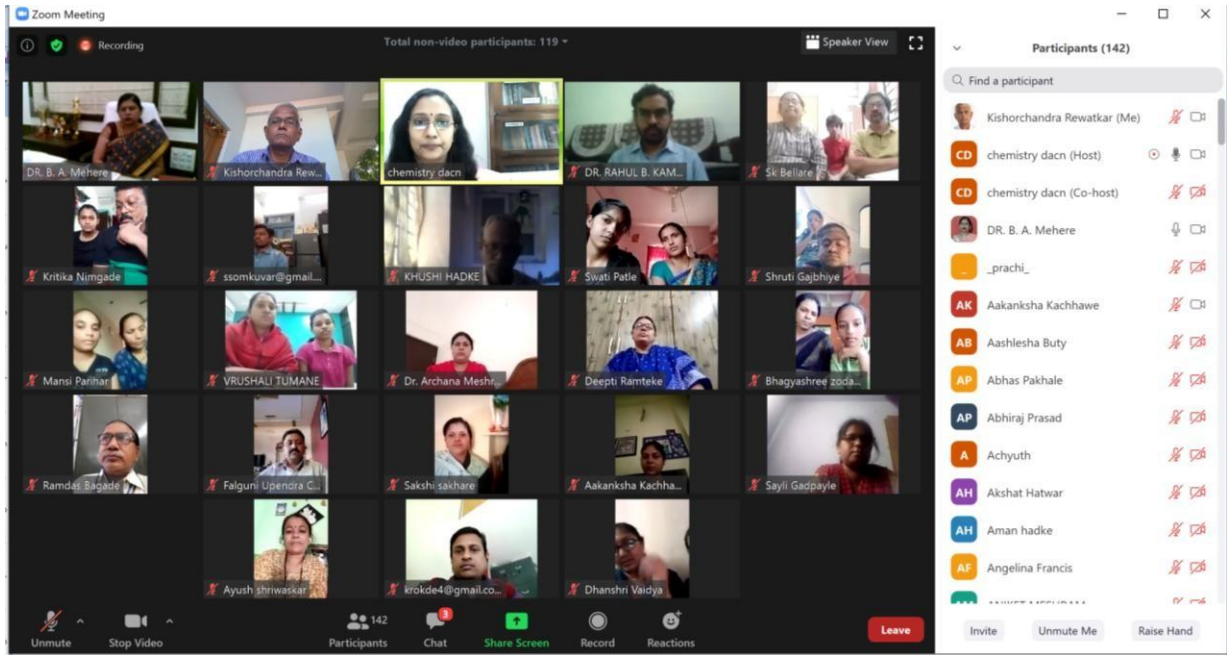 Zoom Meeting
Recording
Total non-video participants: 119
Speaker View
DR. B. A. Mehere
Kishorchandra Rew...
chemistry dacn
DR. RAHUL B. KAM...
Sk Bellare
Kritika Nimgade
ssomkuvar@gmail....
KHUSHI HADKE
Swati Patle
Shruti Gajbhiye
Mansi Parihar
VRUSHALI TUMANE
Dr. Archana Meshr...
Deepti Ramteke
Bhagyashree zoda...
Ramdas Bagade
Falguni Upendra C...
Sakshi sakhare
Aakanksha Kachha...
Sayli Gadpayle
Ayush shriwaskar
krokde4@gmail.co...
Dhanshri Vaidya
Unmute
Stop Video
142
Participants
3
Chat
Share Screen
Record
Reactions
Leave
Participants (142)
Find a participant
Kishorchandra Rewatkar (Me)
CD chemistry dacn (Host)
CD chemistry dacn (Co-host)
DR. B. A. Mehere
_ _prachi_
AK Aakanksha Kachhawe
AB Aashlesha Buty
AP Abhas Pakhale
AP Abhiraj Prasad
A Achyuth
AH Akshat Hatwar
AH Aman hadke
AF Angelina Francis
Invite
Unmute Me
Raise Hand